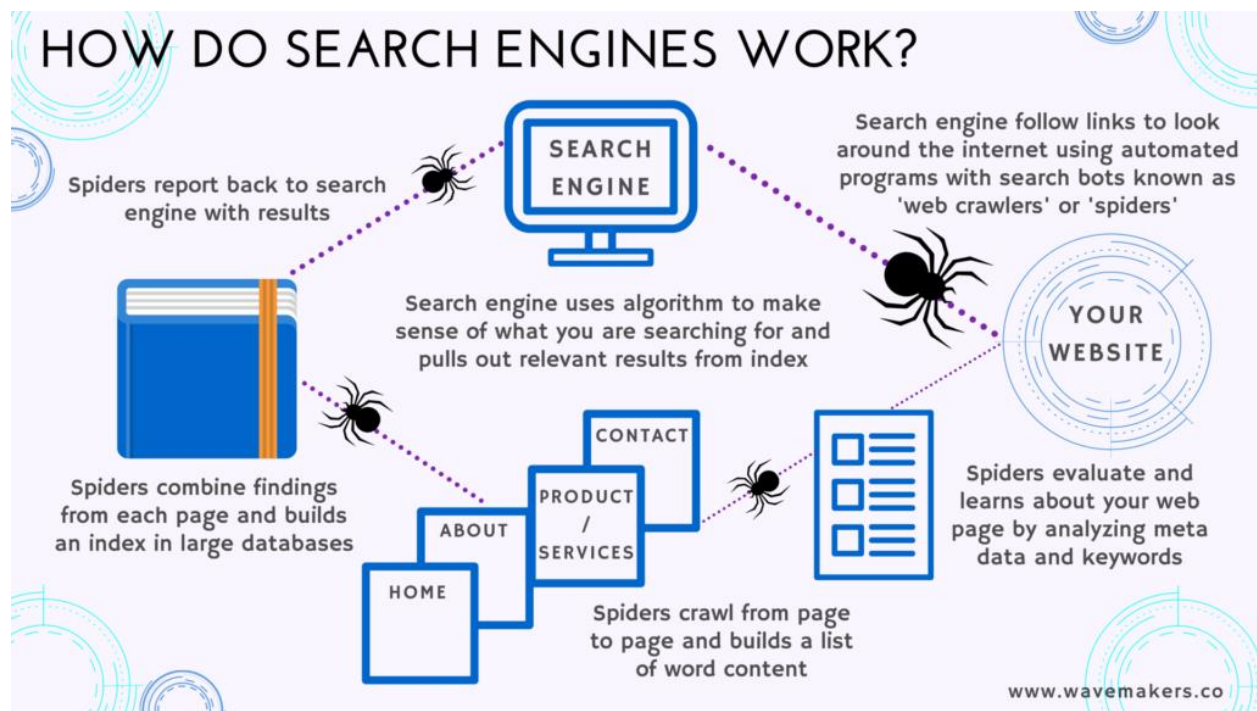 HOW DO SEARCH ENGINES WORK?
SEARCH
ENGINE
Search engine follow links to look
around the internet using automated
programs with search bots known as
'web crawlers' or 'spiders'
YOUR
WEBSITE
Spiders evaluate and
learns about your web
page by analyzing meta
data and keywords
Spiders crawl from page
to page and builds a list
of word content
CONTACT
PRODUCT
/
SERVICES
ABOUT
HOME
Spiders combine findings
from each page and builds
an index in large databases
Spiders report back to search
engine with results
Search engine uses algorithm to make
sense of what you are searching for and
pulls out relevant results from index
www.wavemakers.co